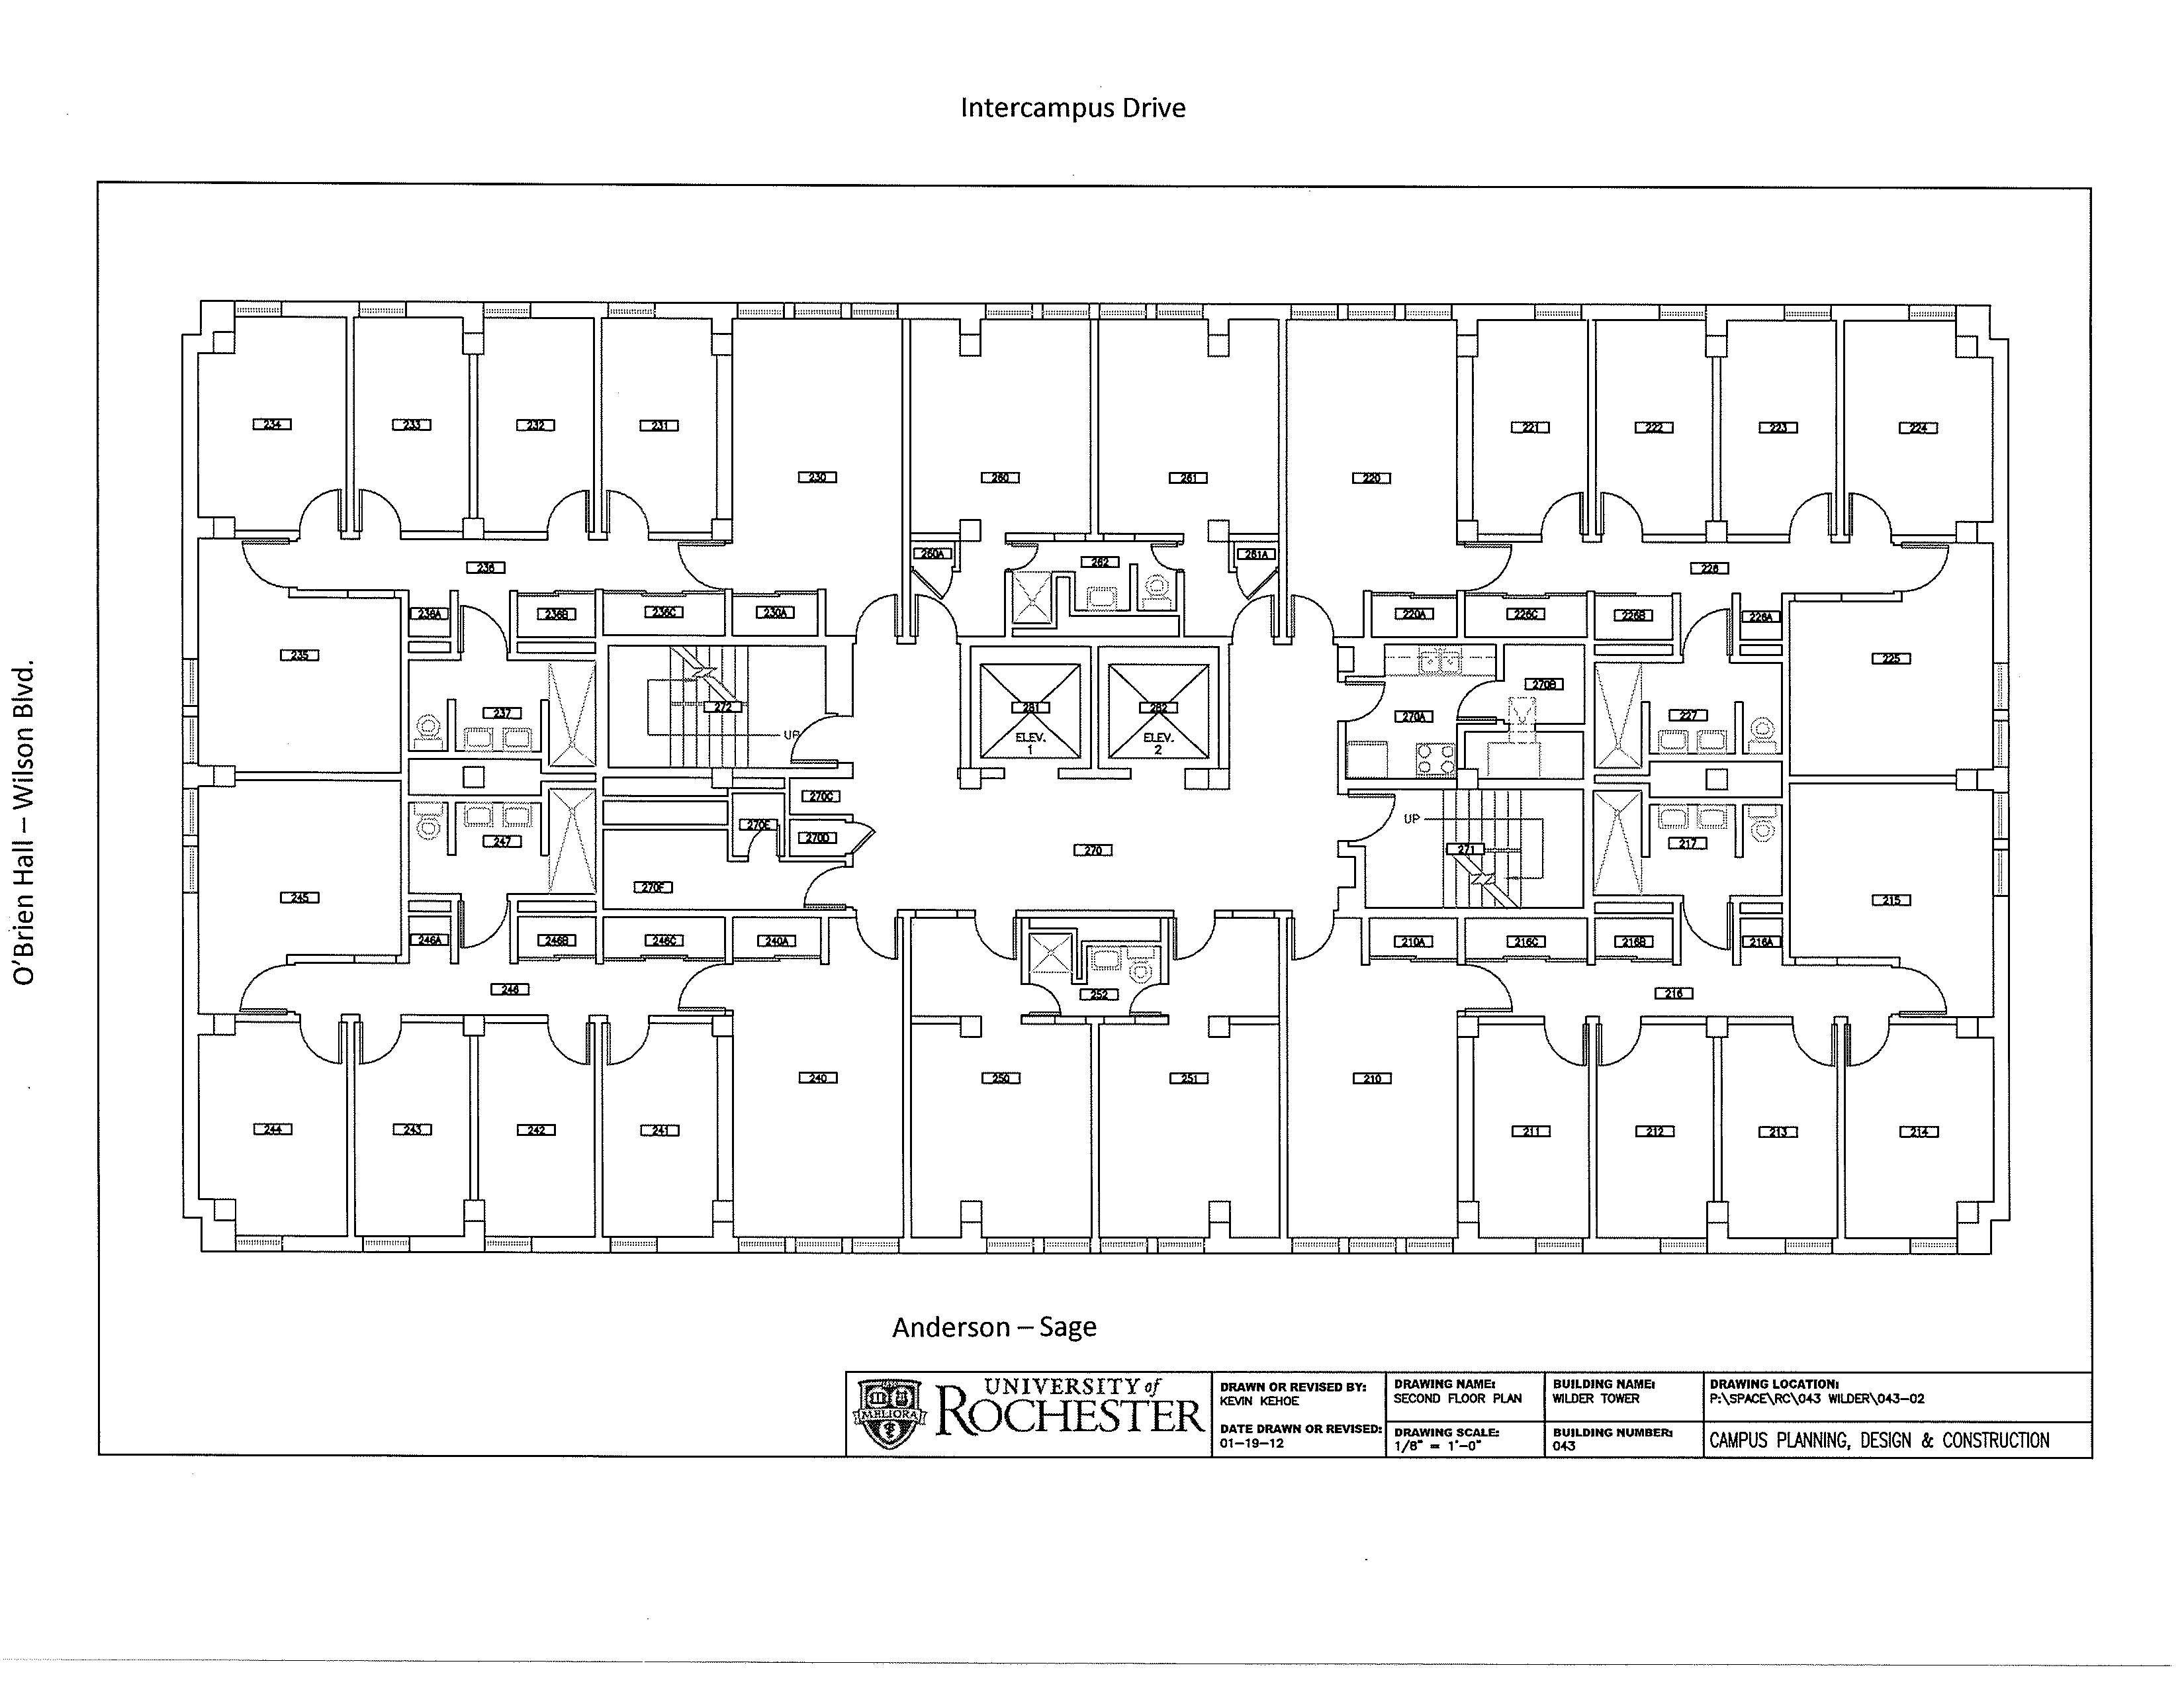 Intercampus Drive
O'Brien Hall – Wilson Blvd.
234
233
232
231
230
260
261
220
221
222
223
224
236
260A
262
261A
226
236A
236B
236C
230A
220A
226C
226B
226A
235
225
237
272
UP
281
ELEV.
1
282
ELEV.
2
270A
270B
227
270C
270E
270D
270
UP
271
247
217
270F
245
215
246A
246B
246C
240A
252
210A
216C
216B
216A
246
216
240
250
251
210
244
243
242
241
211
212
213
214
Anderson – Sage
MELIORA
UNIVERSITY of
ROCHESTER
DRAWN OR REVISED BY:
KEVIN KEHOE
DATE DRAWN OR REVISED:
01-19-12
DRAWING NAME:
SECOND FLOOR PLAN
DRAWING SCALE:
1/8" = 1'-0"
BUILDING NAME:
WILDER TOWER
BUILDING NUMBER:
043
DRAWING LOCATION:
P:\SPACE\RC\043 WILDER\043-02
CAMPUS PLANNING, DESIGN & CONSTRUCTION